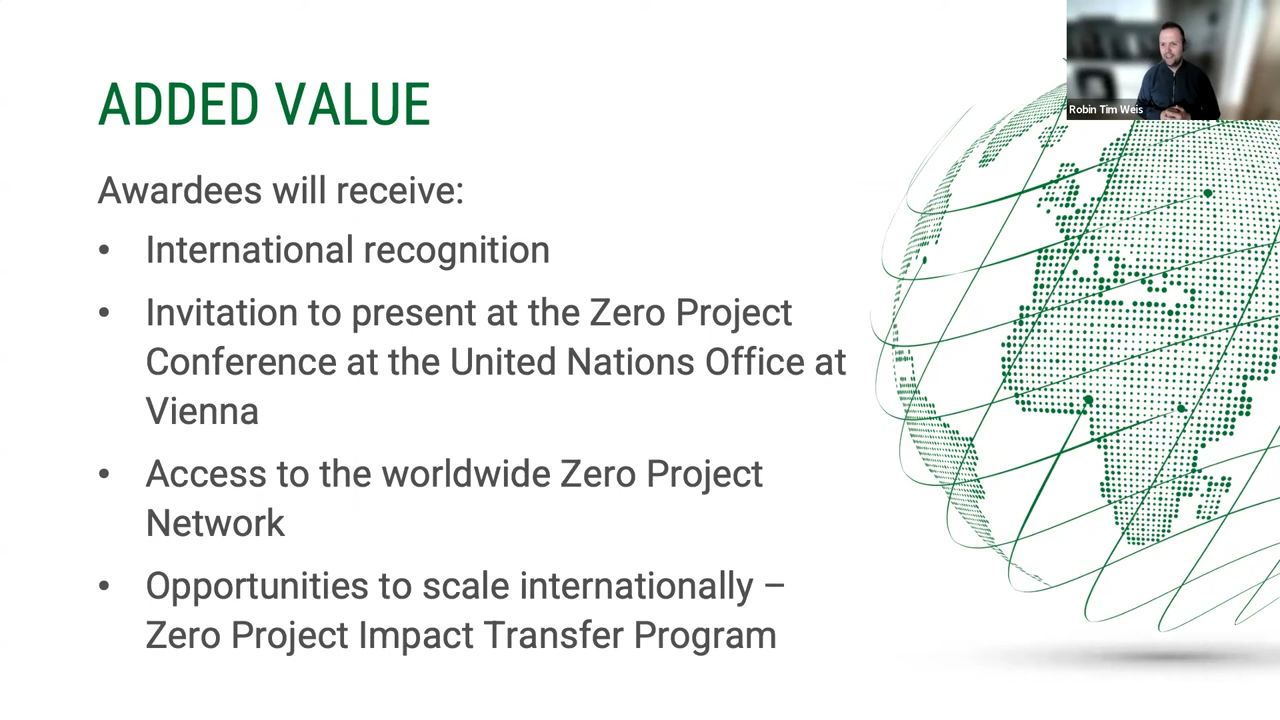 ADDED VALUE
Robin Tim Weis
Awardees will receive:
• International recognition
• Invitation to present at the Zero Project
Conference at the United Nations Office at
Vienna
• Access to the worldwide Zero Project
Network
• Opportunities to scale internationally –
Zero Project Impact Transfer Program